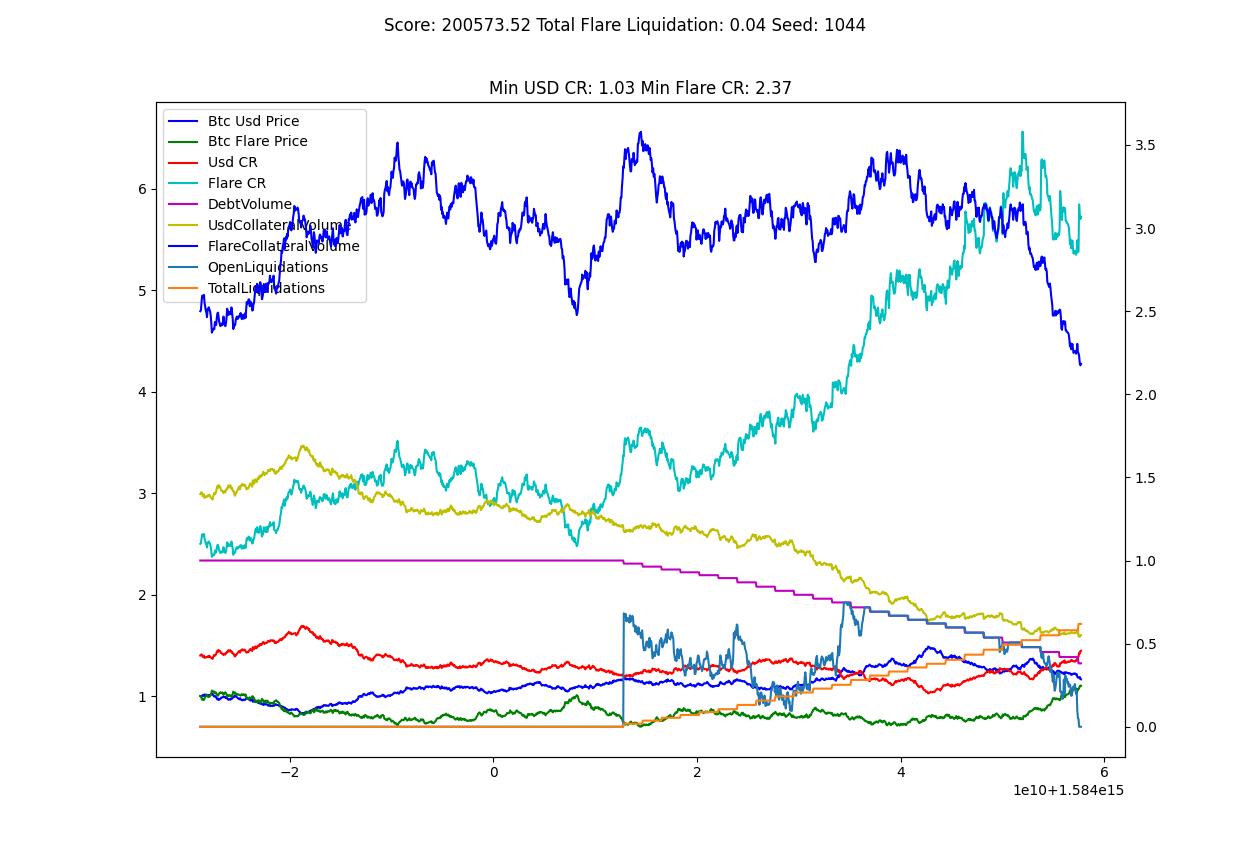 Score: 200573.52 Total Flare Liquidation: 0.04 Seed: 1044
Min USD CR: 1.03 Min Flare CR: 2.37
Btc Usd Price
Btc Flare Price
Usd CR
Flare CR
DebtVolume
UsdCollateralVolume
FlareCollateralVolume
OpenLiquidations
TotalLiquidations
6
5
4
3
2
1
3.5
3.0
2.5
2.0
1.5
1.0
0.5
0.0
−2 0 2 4 6
1e10+1.584e15